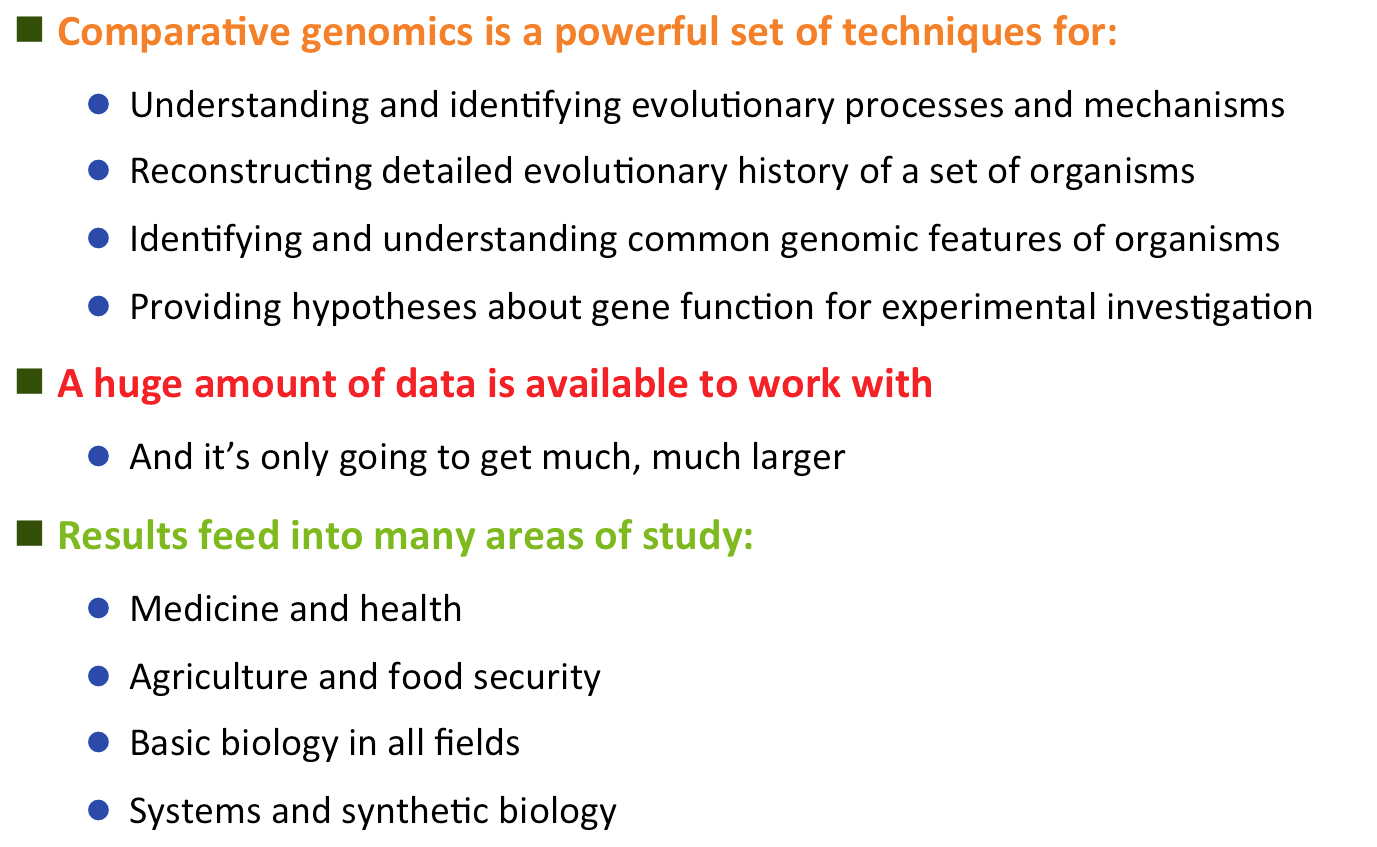 Comparative genomics is a powerful set of techniques for:
Understanding and identifying evolutionary processes and mechanisms
Reconstructing detailed evolutionary history of a set of organisms
Identifying and understanding common genomic features of organisms
Providing hypotheses about gene function for experimental investigation
A huge amount of data is available to work with
And it’s only going to get much, much larger
Results feed into many areas of study:
Medicine and health
Agriculture and food security
Basic biology in all fields
Systems and synthetic biology